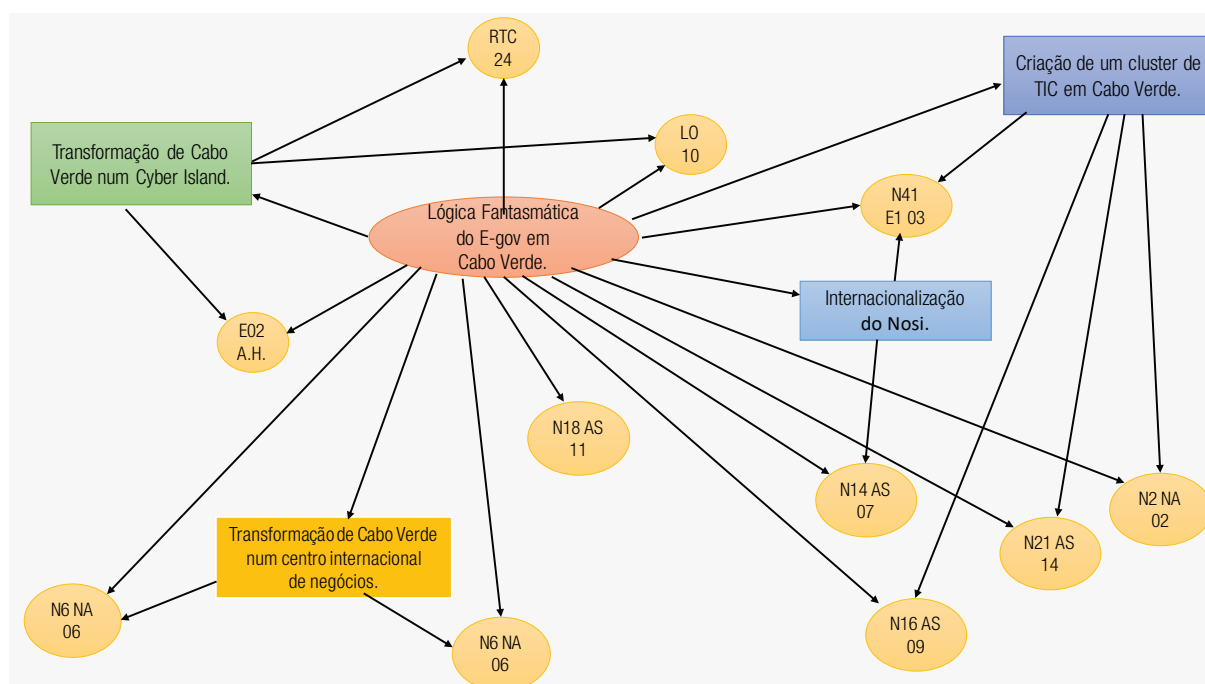 RTC
24
Criação de um cluster de
TIC em Cabo Verde.
Transformação de Cabo
Verde num Cyber Island.
LO
10
N41
E1 03
Lógica Fantasmática
do E-gov em
Cabo Verde.
Internacionalização
do Nosi.
E02
A.H.
N18 AS
11
N14 AS
07
N2 NA
02
N21 AS
14
Transformação de Cabo Verde
num centro internacional
de negócios.
N6 NA
06
N6 NA
06
N16 AS
09